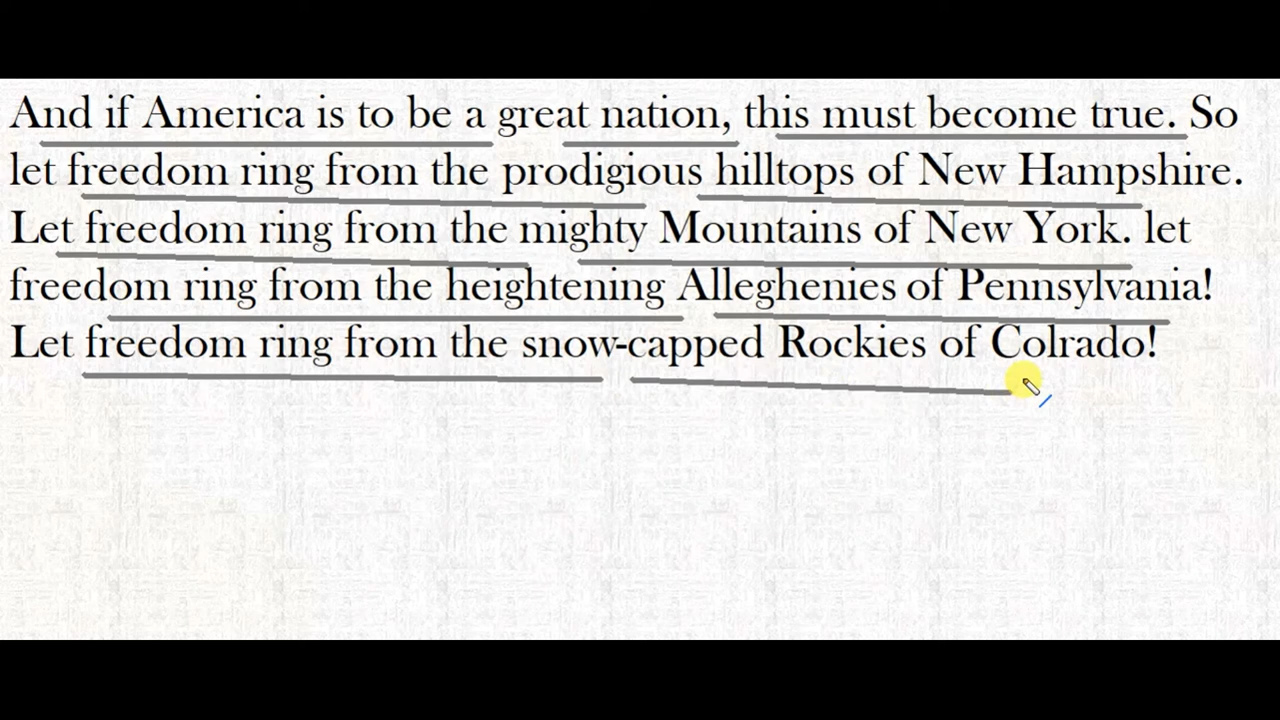 And if America is to be a great nation, this must become true. So
let freedom ring from the prodigious hilltops of New Hampshire.
Let freedom ring from the mighty Mountains of New York. let
freedom ring from the heightening Alleghenies of Pennsylvania!
Let freedom ring from the snow-capped Rockies of Colrado!